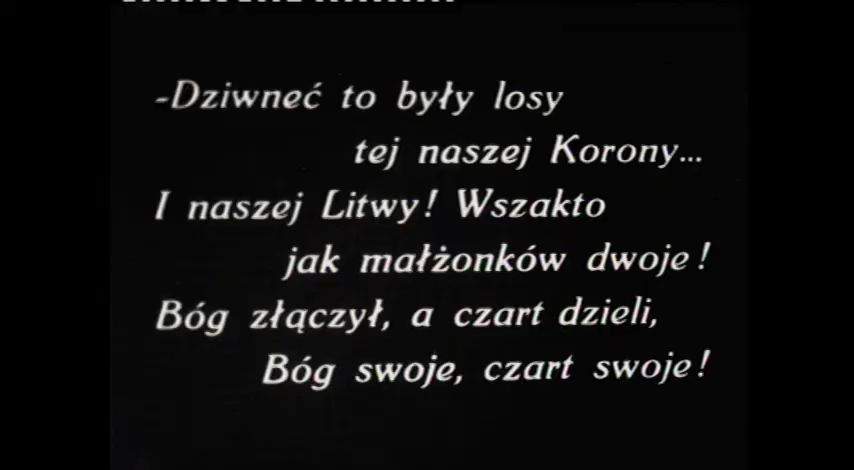 -Dziwneć to były losy
tej naszej Korony...
I naszej Litwy! Wszakto
jak małżonków dwoje!
Bóg złączył, a czart dzieli,
Bóg swoje, czart swoje!